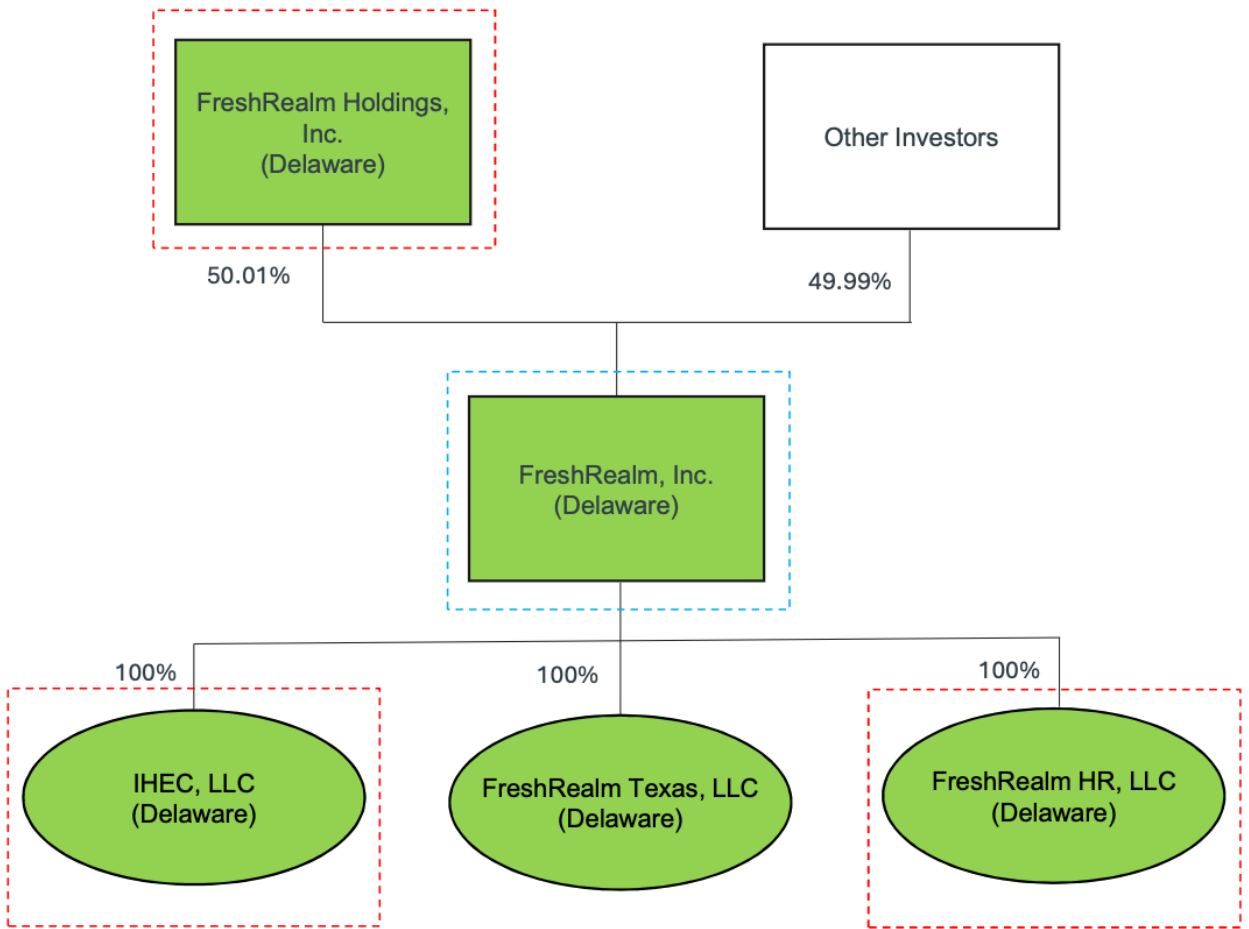 FreshRealm Holdings,
Inc.
(Delaware)
Other Investors
50.01%
49.99%
FreshRealm, Inc.
(Delaware)
100%
100%
100%
IHEC, LLC
(Delaware)
FreshRealm Texas, LLC
(Delaware)
FreshRealm HR, LLC
(Delaware)